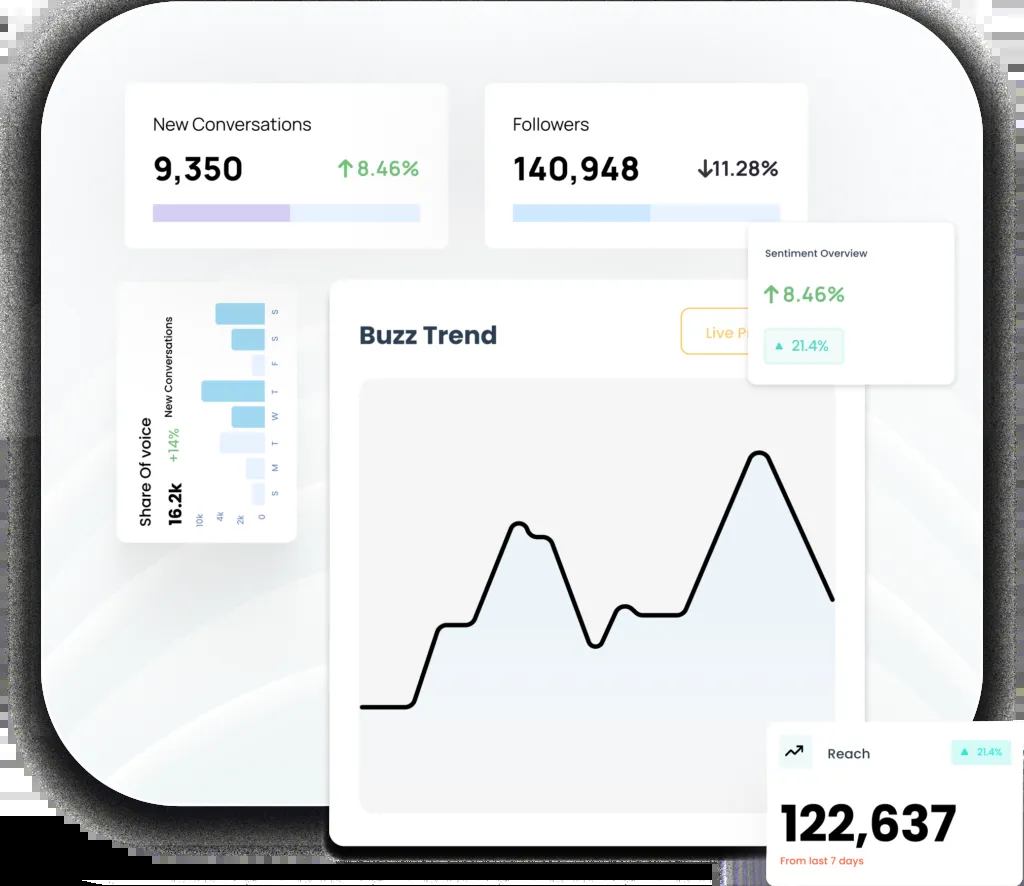 New Conversations
9,350
↑8.46%
Followers
140,948
↓11.28%
Sentiment Overview
↑8.46%
▲ 21.4%
Share Of voice
16.2k
+14%
New Conversations
10k
4k
2k
0
S
M
T
W
T
F
S
S
Buzz Trend
Live
Reach
▲ 21.4%
122,637
From last 7 days